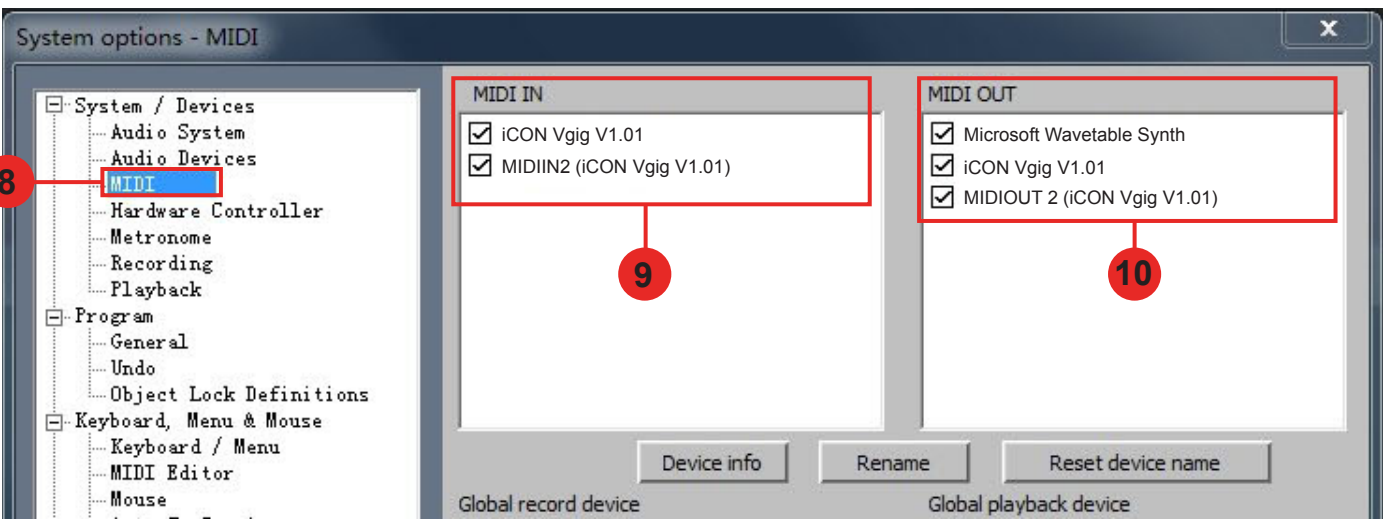 System options - MIDI
x
System / Devices
Audio System
Audio Devices
8
MIDI
Hardware Controller
Metronome
Recording
Playback
Program
General
Undo
Object Lock Definitions
Keyboard, Menu & Mouse
Keyboard / Menu
MIDI Editor
Mouse
MIDI IN
iCON Vgig V1.01
MIDIIN2 (iCON Vgig V1.01)
9
MIDI OUT
Microsoft Wavetable Synth
iCON Vgig V1.01
MIDIOUT 2 (iCON Vgig V1.01)
10
Device info
Rename
Reset device name
Global record device
Global playback device